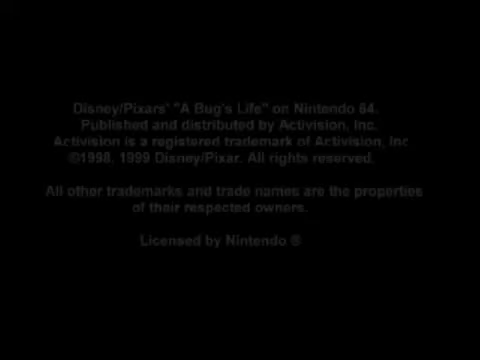 Disney/Pixars' "A Bug's Life" on Nintendo 64.
Published and distributed by Activision, Inc.
Activision is a registered trademark of Activision, Inc
©1998, 1999 Disney/Pixar. All rights reserved.
All other trademarks and trade names are the properties
of their respected owners.
Licensed by Nintendo ®